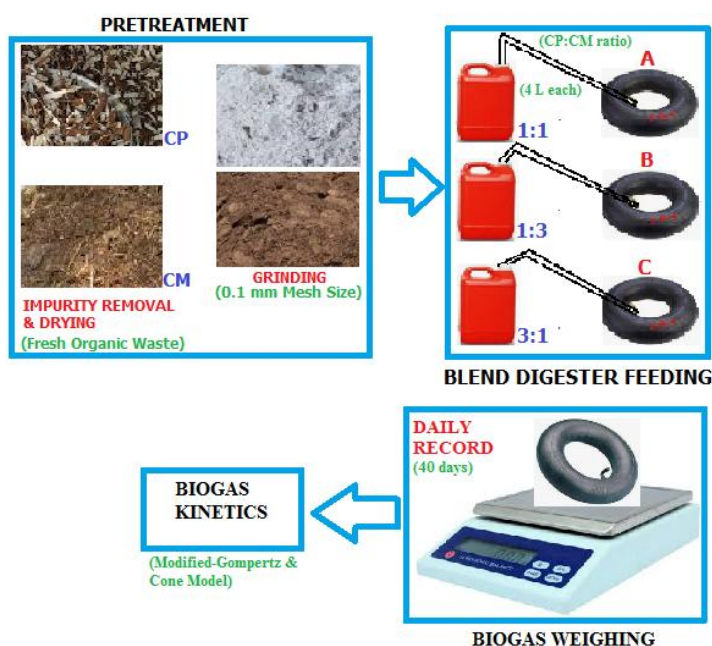 PRETREATMENT
CP
CM
IMPURITY REMOVAL
& DRYING
(Fresh Organic Waste)
GRINDING
(0.1 mm Mesh Size)
(CP:CM ratio)
(4 L each)
A
1:1
B
1:3
C
3:1
BLEND DIGESTER FEEDING
DAILY
RECORD
(40 days)
BIOGAS WEIGHING
BIOGAS
KINETICS
(Modified-Gompertz &
Cone Model)